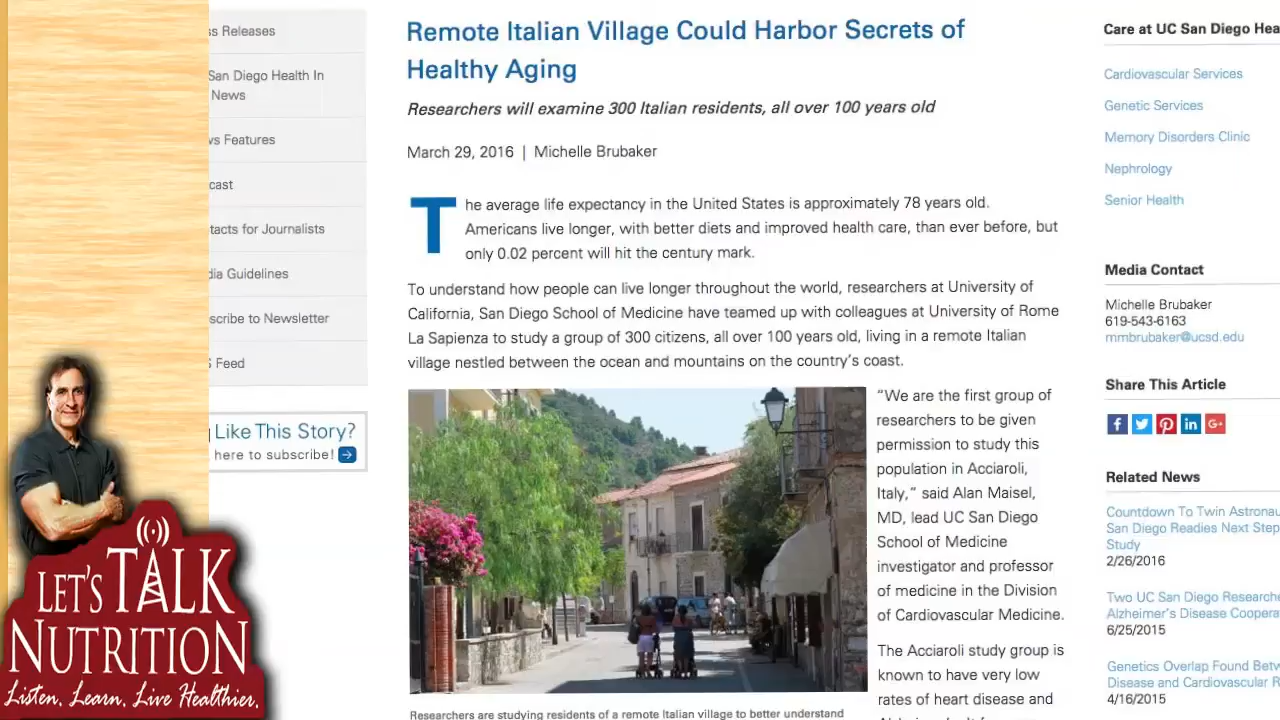 ss Releases
San Diego Health In
News
ws Features
cast
tacts for Journalists
dia Guidelines
scribe to Newsletter
S Feed
Like This Story?
here to subscribe!
LET'S TALK
NUTRITION
Listen. Learn. Live Healthier.
Remote Italian Village Could Harbor Secrets of
Healthy Aging
Researchers will examine 300 Italian residents, all over 100 years old
March 29, 2016 | Michelle Brubaker
The average life expectancy in the United States is approximately 78 years old.
Americans live longer, with better diets and improved health care, than ever before, but
only 0.02 percent will hit the century mark.
To understand how people can live longer throughout the world, researchers at University of
California, San Diego School of Medicine have teamed up with colleagues at University of Rome
La Sapienza to study a group of 300 citizens, all over 100 years old, living in a remote Italian
village nestled between the ocean and mountains on the country's coast.
"We are the first group of
researchers to be given
permission to study this
population in Acciaroli,
Italy," said Alan Maisel,
MD, lead UC San Diego
School of Medicine
investigator and professor
of medicine in the Division
of Cardiovascular Medicine.
The Acciaroli study group is
known to have very low
rates of heart disease and
Researchers are studying residents of a remote Italian village to better understand
Care at UC San Diego Hea
Cardiovascular Services
Genetic Services
Memory Disorders Clinic
Nephrology
Senior Health
Media Contact
Michelle Brubaker
619-543-6163
mmbrubaker@ucsd.edu
Share This Article
Related News
Countdown To Twin Astronau
San Diego Readies Next Step
Study
2/26/2016
Two UC San Diego Researche
Alzheimer's Disease Coopera
6/25/2015
Genetics Overlap Found Betw
Disease and Cardiovascular R
4/16/2015